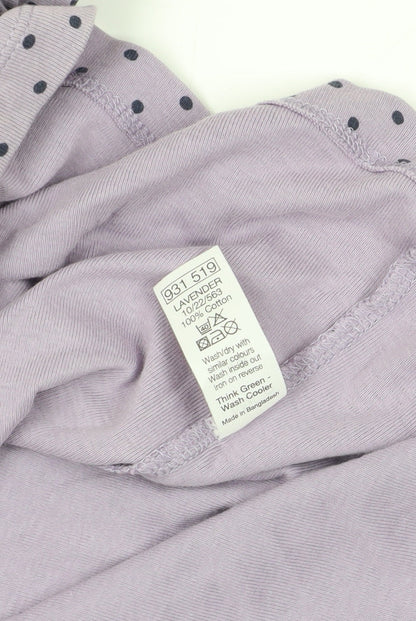 931 519
LAVENDER
10/22/563
100% Cotton
40
Wash/dry with
similar colours
Wash inside out
iron on reverse
Think Green -
Wash Cooler
Made in Bangladesh